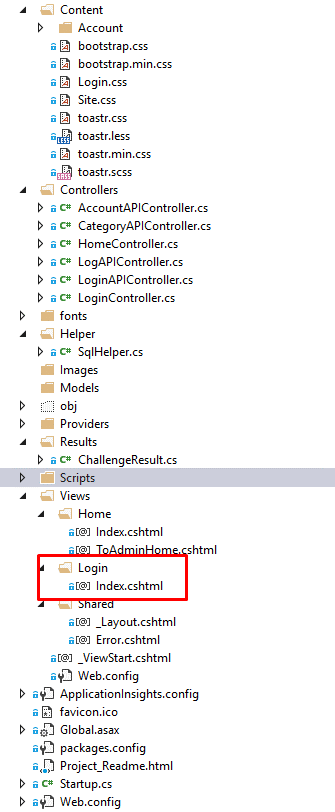 Content
Account
bootstrap.css
bootstrap.min.css
Login.css
Site.css
toastr.css
toastr.less
toastr.min.css
toastr.scss
Controllers
C# AccountAPIController.cs
C# CategoryAPIController.cs
C# HomeController.cs
C# LogAPIController.cs
C# LoginAPIController.cs
C# LoginController.cs
fonts
Helper
C# SqlHelper.cs
Images
Models
obj
Providers
Results
C# ChallengeResult.cs
Scripts
Views
Home
[@] Index.cshtml
[@] ToAdminHome.cshtml
Login
[@] Index.cshtml
Shared
[@] _Layout.cshtml
[@] Error.cshtml
[@] _ViewStart.cshtml
Web.config
ApplicationInsights.config
favicon.ico
Global.asax
packages.config
Project_Readme.html
C# Startup.cs
Web.config